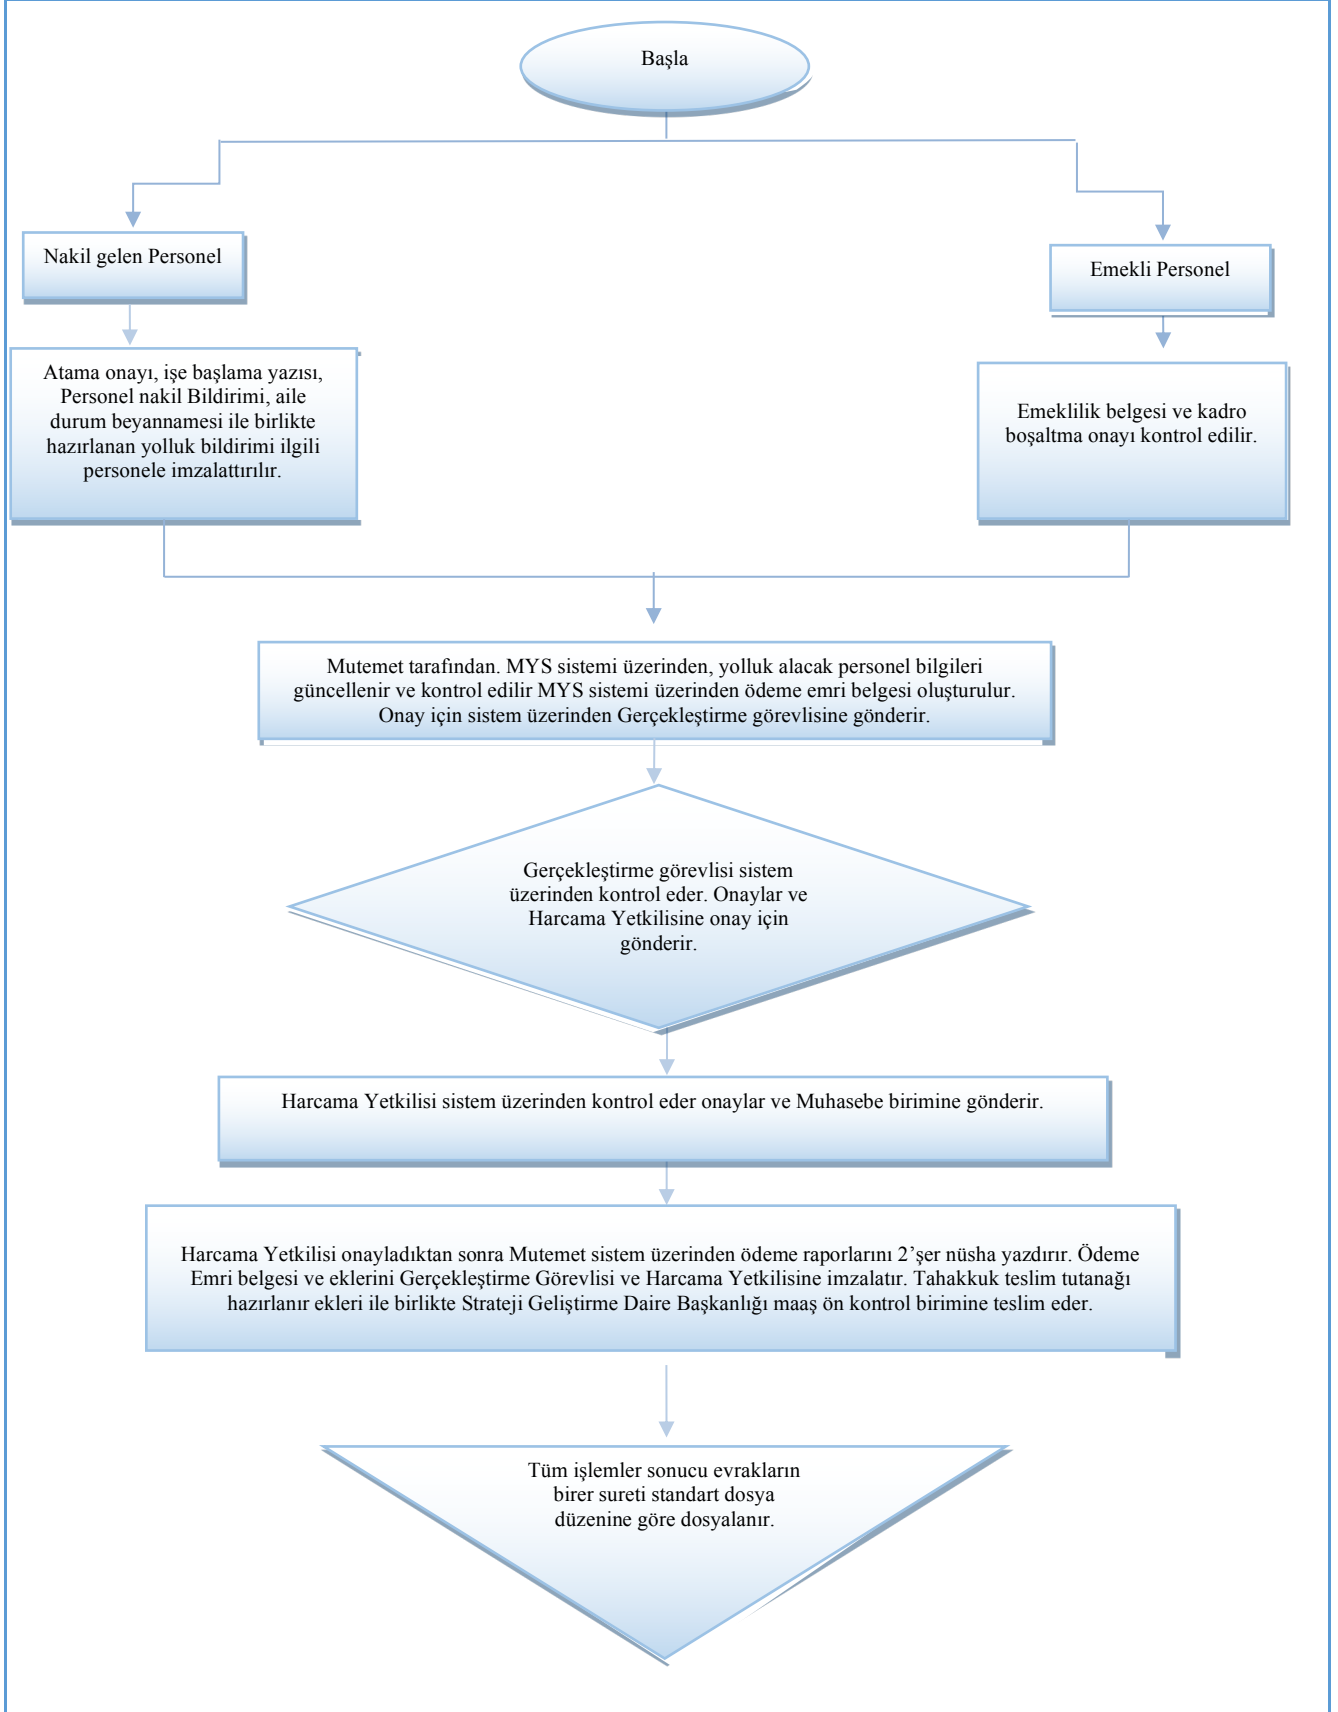 Başla
Nakil gelen Personel
Emekli Personel
Atama onayı, işe başlama yazısı,
Personel nakil Bildirimi, aile
durum beyannamesi ile birlikte
hazırlanan yolluk bildirimi ilgili
personele imzalattırılır.
Emeklilik belgesi ve kadro
boşaltma onayı kontrol edilir.
Mutemet tarafından. MYS sistemi üzerinden, yolluk alacak personel bilgileri
güncellenir ve kontrol edilir MYS sistemi üzerinden ödeme emri belgesi oluşturulur.
Onay için sistem üzerinden Gerçekleştirme görevlisine gönderir.
Gerçekleştirme görevlisi sistem
üzerinden kontrol eder. Onaylar ve
Harcama Yetkilisine onay için
gönderir.
Harcama Yetkilisi sistem üzerinden kontrol eder onaylar ve Muhasebe birimine gönderir.
Harcama Yetkilisi onayladıktan sonra Mutemet sistem üzerinden ödeme raporlarını 2’şer nüsha yazdırır. Ödeme
Emri belgesi ve eklerini Gerçekleştirme Görevlisi ve Harcama Yetkilisine imzalatır. Tahakkuk teslim tutanağı
hazırlanır ekleri ile birlikte Strateji Geliştirme Daire Başkanlığı maaş ön kontrol birimine teslim eder.
Tüm işlemler sonucu evrakların
birer sureti standart dosya
düzenine göre dosyalanır.